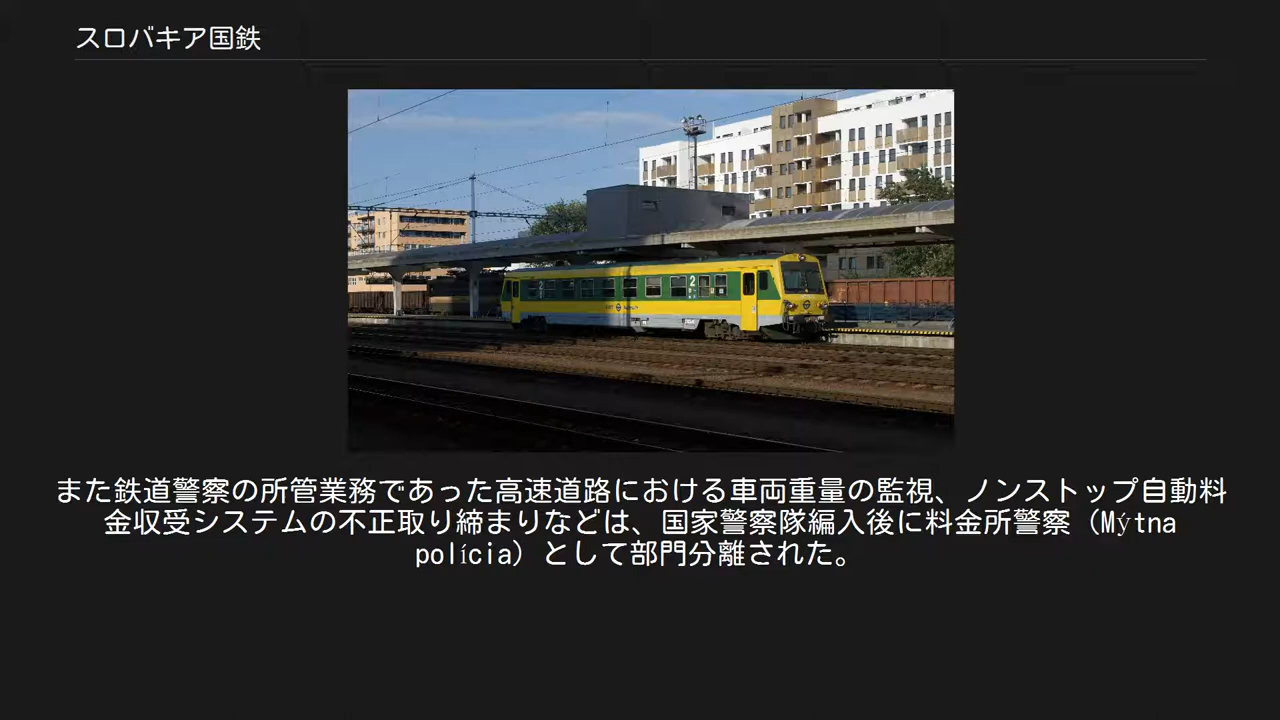 スロバキア国鉄
2
また鉄道警察の所管業務であった高速道路における車両重量の監視、ノンストップ自動料
金収受システムの不正取り締まりなどは、国家警察隊編入後に料金所警察（Mýtna
polícia）として部門分離された。